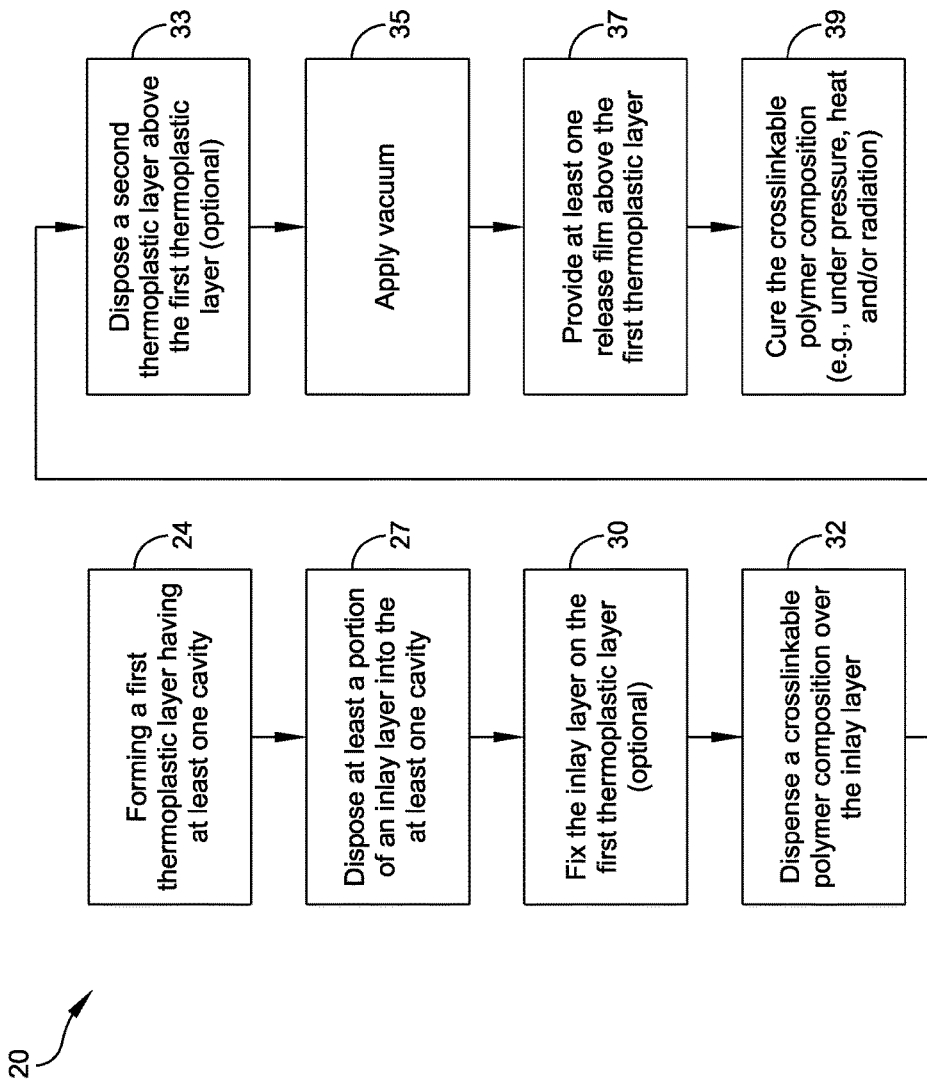 20
24
Forming a first
thermoplastic layer having
at least one cavity
27
Dispose at least a portion
of an inlay layer into the
at least one cavity
30
Fix the inlay layer on the
first thermoplastic layer
(optional)
32
Dispense a crosslinkable
polymer composition over
the inlay layer
33
Dispose a second
thermoplastic layer above
the first thermoplastic
layer (optional)
35
Apply vacuum
37
Provide at least one
release film above the
first thermoplastic layer
39
Cure the crosslinkable
polymer composition
(e.g., under pressure, heat
and/or radiation)